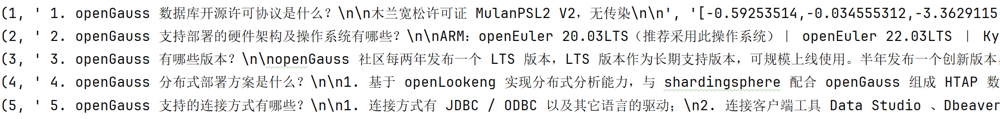 (1, ' 1. openGauss 数据库开源许可协议是什么？\n\n木兰宽松许可证 MulanPSL2 V2，无传染\n\n', '[-0.59253514,-0.034555312,-3.3629115
(2, ' 2. openGauss 支持部署的硬件架构及操作系统有哪些？\n\nARM：openEuler 20.03LTS（推荐采用此操作系统）| openEuler 22.03LTS | Ky
(3, ' 3. openGauss 有哪些版本？\n\nopenGauss 社区每两年发布一个 LTS 版本，LTS 版本作为长期支持版本，可规模上线使用。半年发布一个创新版本，
(4, ' 4. openGauss 分布式部署方案是什么？\n\n1. 基于 openLookeng 实现分布式分析能力，与 shardingsphere 配合 openGauss 组成 HTAP 数
(5, ' 5. openGauss 支持的连接方式有哪些？\n\n1. 连接方式有 JDBC / ODBC 以及其它语言的驱动；\n2. 连接客户端工具 Data Studio 、Dbeaver